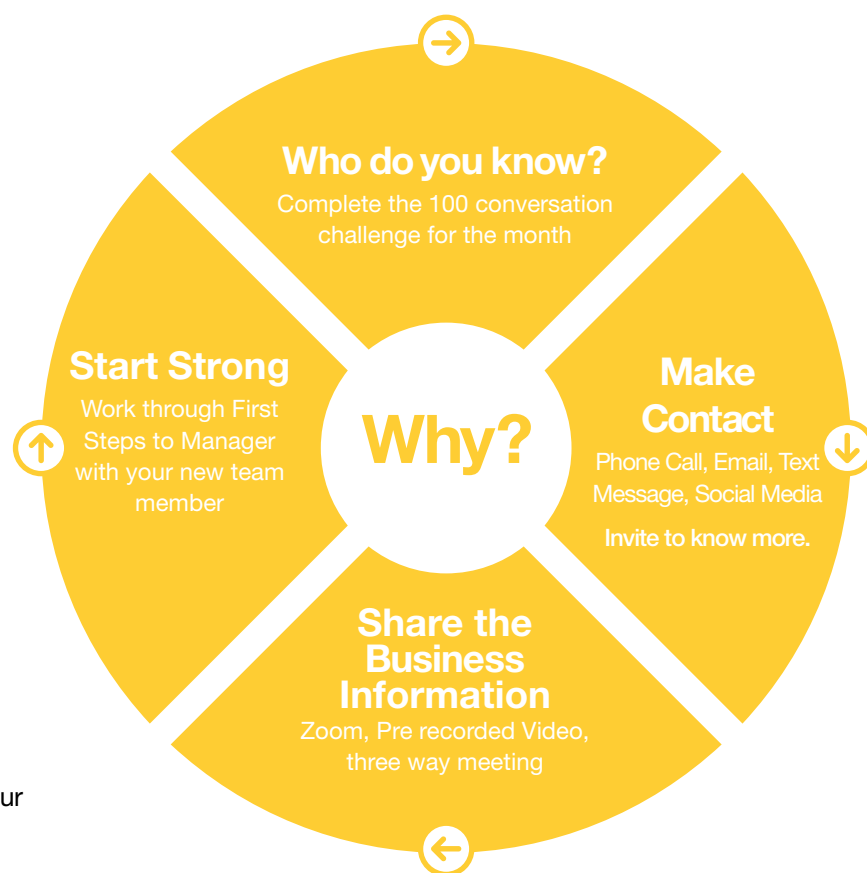 Who do you know?
Complete the 100 conversation
challenge for the month
Make
Contact
Phone Call, Email, Text
Message, Social Media
Invite to know more.
Share the
Business
Information
Zoom, Pre recorded Video,
three way meeting
Start Strong
Work through First
Steps to Manager
with your new team
member
Why?
ur